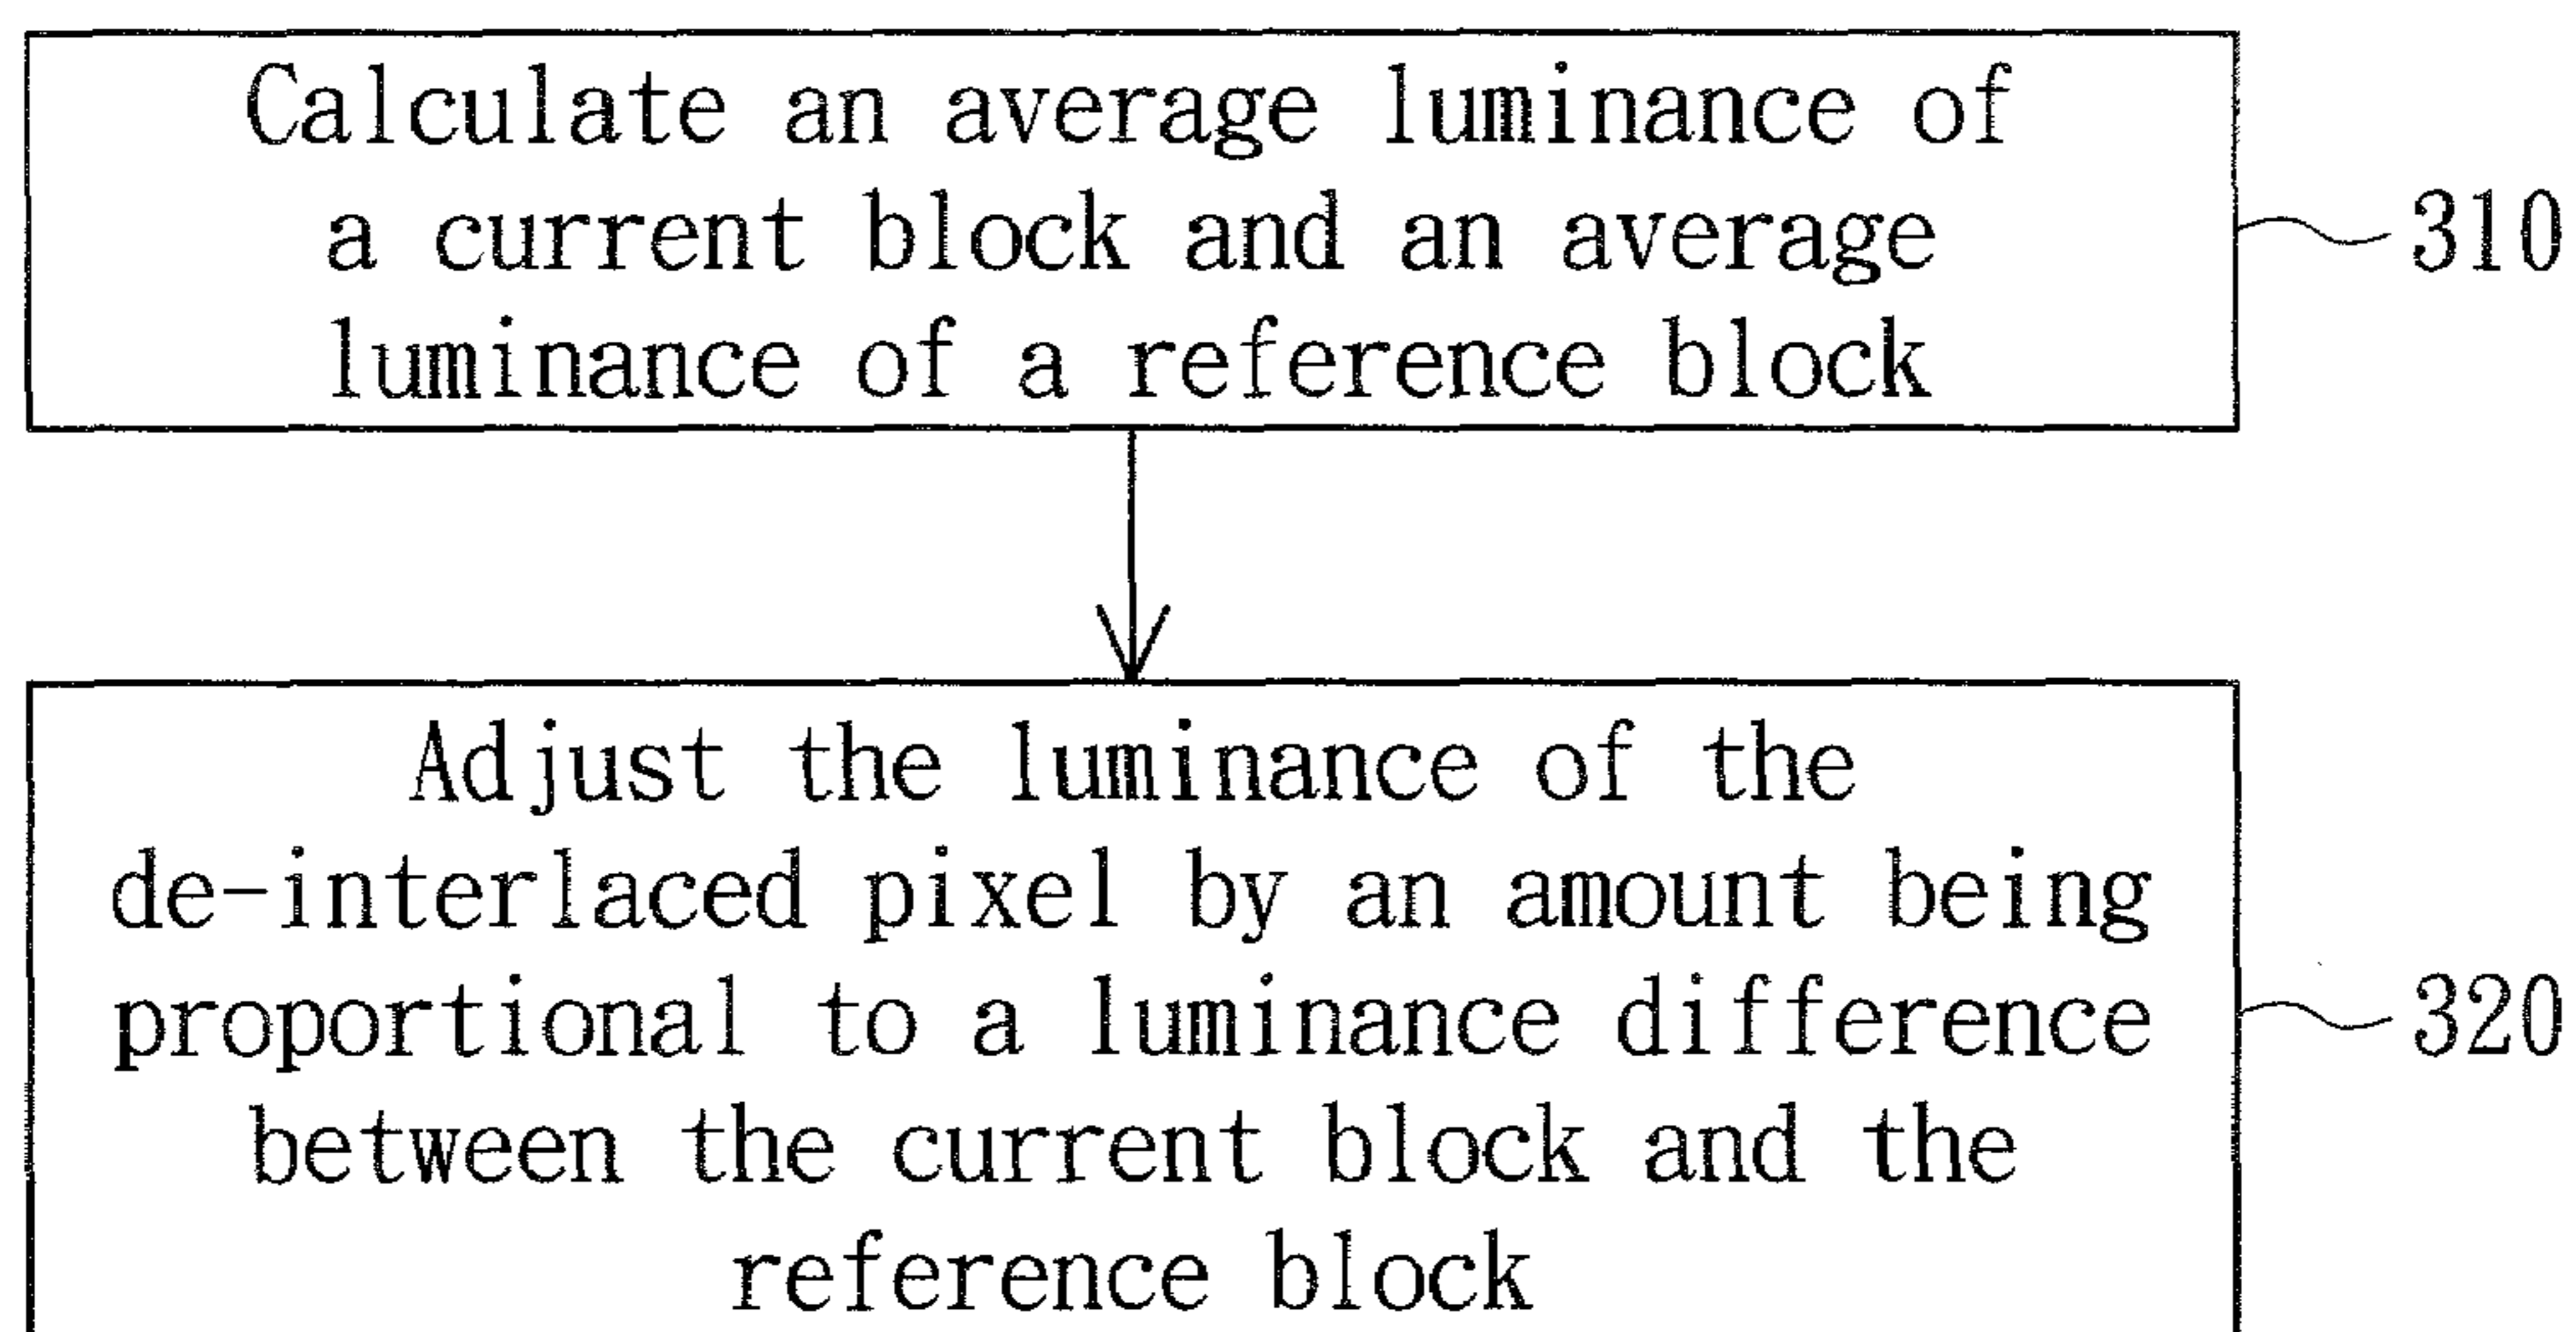 Calculate an average luminance of
a current block and an average
luminance of a reference block
310
Adjust the luminance of the
de-interlaced pixel by an amount being
proportional to a luminance difference
between the current block and the
reference block
320